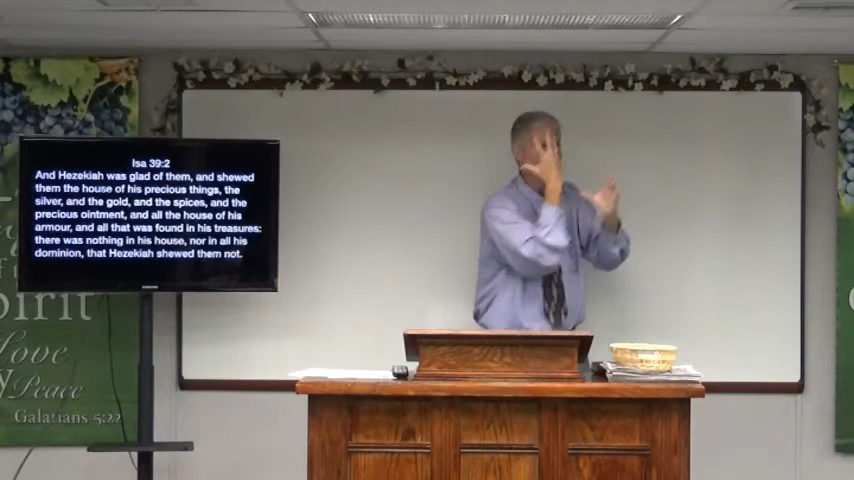 Isa 39:2
And Hezekiah was glad of them, and shewed
them the house of his precious things, the
silver, and the gold, and the spices, and the
precious ointment, and all the house of his
armour, and all that was found in his treasures:
there was nothing in his house, nor in all his
dominion, that Hezekiah shewed them not.
SAMSUNG
Spirit
Love
Peace
Galatians 5:22